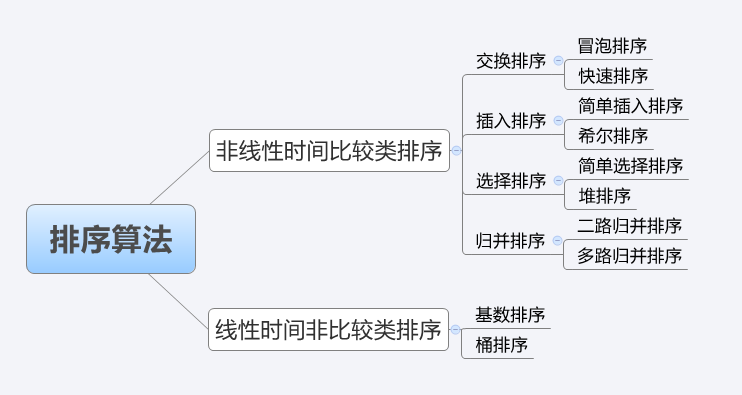 排序算法
非线性时间比较类排序
交换排序
冒泡排序
快速排序
插入排序
简单插入排序
希尔排序
选择排序
简单选择排序
堆排序
归并排序
二路归并排序
多路归并排序
线性时间非比较类排序
基数排序
桶排序